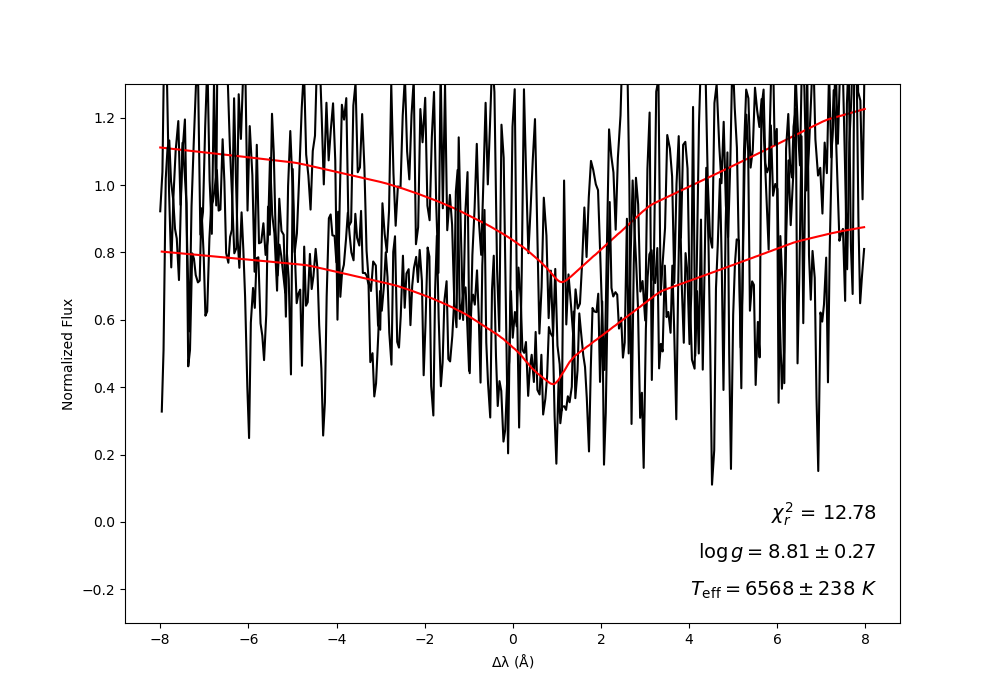 1.2
1.0
0.8
0.6
0.4
0.2
0.0
−0.2
Normalized Flux
χ²ᵣ = 12.78
log g = 8.81 ± 0.27
T_eff = 6568 ± 238 K
−8 −6 −4 −2 0 2 4 6 8
Δλ (Å)